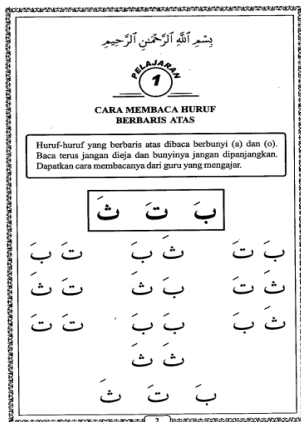 بِسْمِ اللَّهِ الرَّحْمَٰنِ الرَّحِيمِ
PELAJARAN
1
CARA MEMBACA HURUF
BERBARIS ATAS
Huruf-huruf yang berbaris atas dibaca berbunyi (a) dan (o).
Baca terus jangan dieja dan bunyinya jangan dipanjangkan.
Dapatkan cara membacanya dari guru yang mengajar.
بَ تَ ثَ
بَ تَ ثَ بَ تَ بَ
ثَ تَ بَ ثَ تَ ثَ
ثَ بَ بَ بَ تَ تَ
ثَ ثَ
بَ تَ ثَ
2